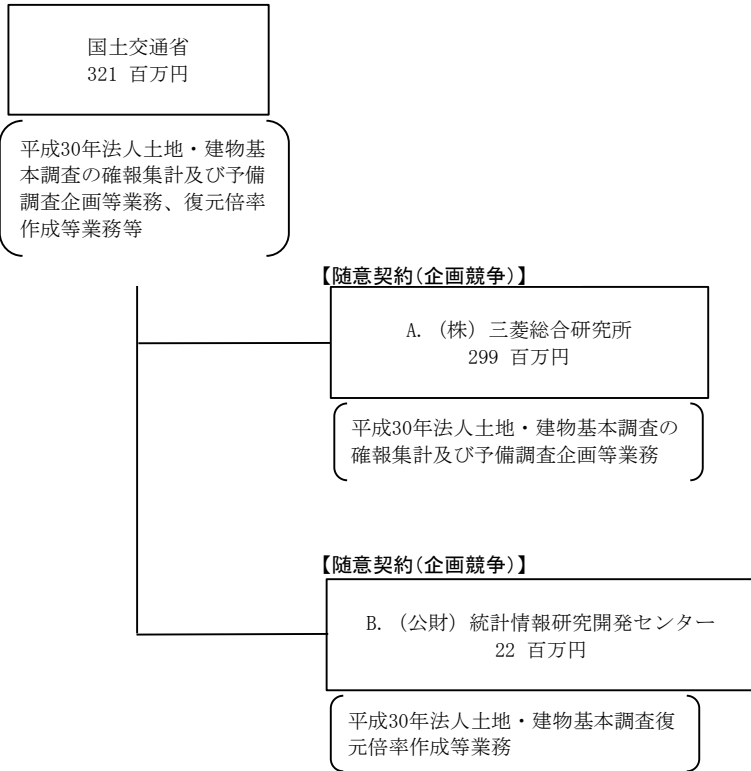 国土交通省
321 百万円
平成30年法人土地・建物基
本調査の確報集計及び予備
調査企画等業務、復元倍率
作成等業務等
【随意契約(企画競争)】
A. (株) 三菱総合研究所
299 百万円
平成30年法人土地・建物基本調査の
確報集計及び予備調査企画等業務
【随意契約(企画競争)】
B. (公財) 統計情報研究開発センター
22 百万円
平成30年法人土地・建物基本調査復
元倍率作成等業務